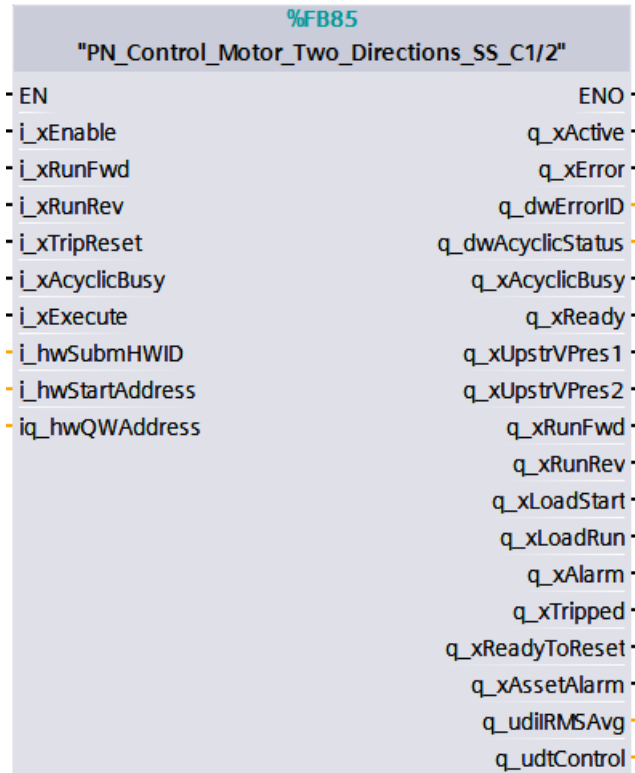 %FB85
"PN_Control_Motor_Two_Directions_SS_C1/2"
EN ENO
i_xEnable q_xActive
i_xRunFwd q_xError
i_xRunRev q_dwErrorID
i_xTripReset q_dwAcyclicStatus
i_xAcyclicBusy q_xAcyclicBusy
i_xExecute q_xReady
i_hwSubmHWID q_xUpstrVPres1
i_hwStartAddress q_xUpstrVPres2
iq_hwQWAddress q_xRunFwd
q_xRunRev
q_xLoadStart
q_xLoadRun
q_xAlarm
q_xTripped
q_xReadyToReset
q_xAssetAlarm
q_udiIRMSAvg
q_udtControl